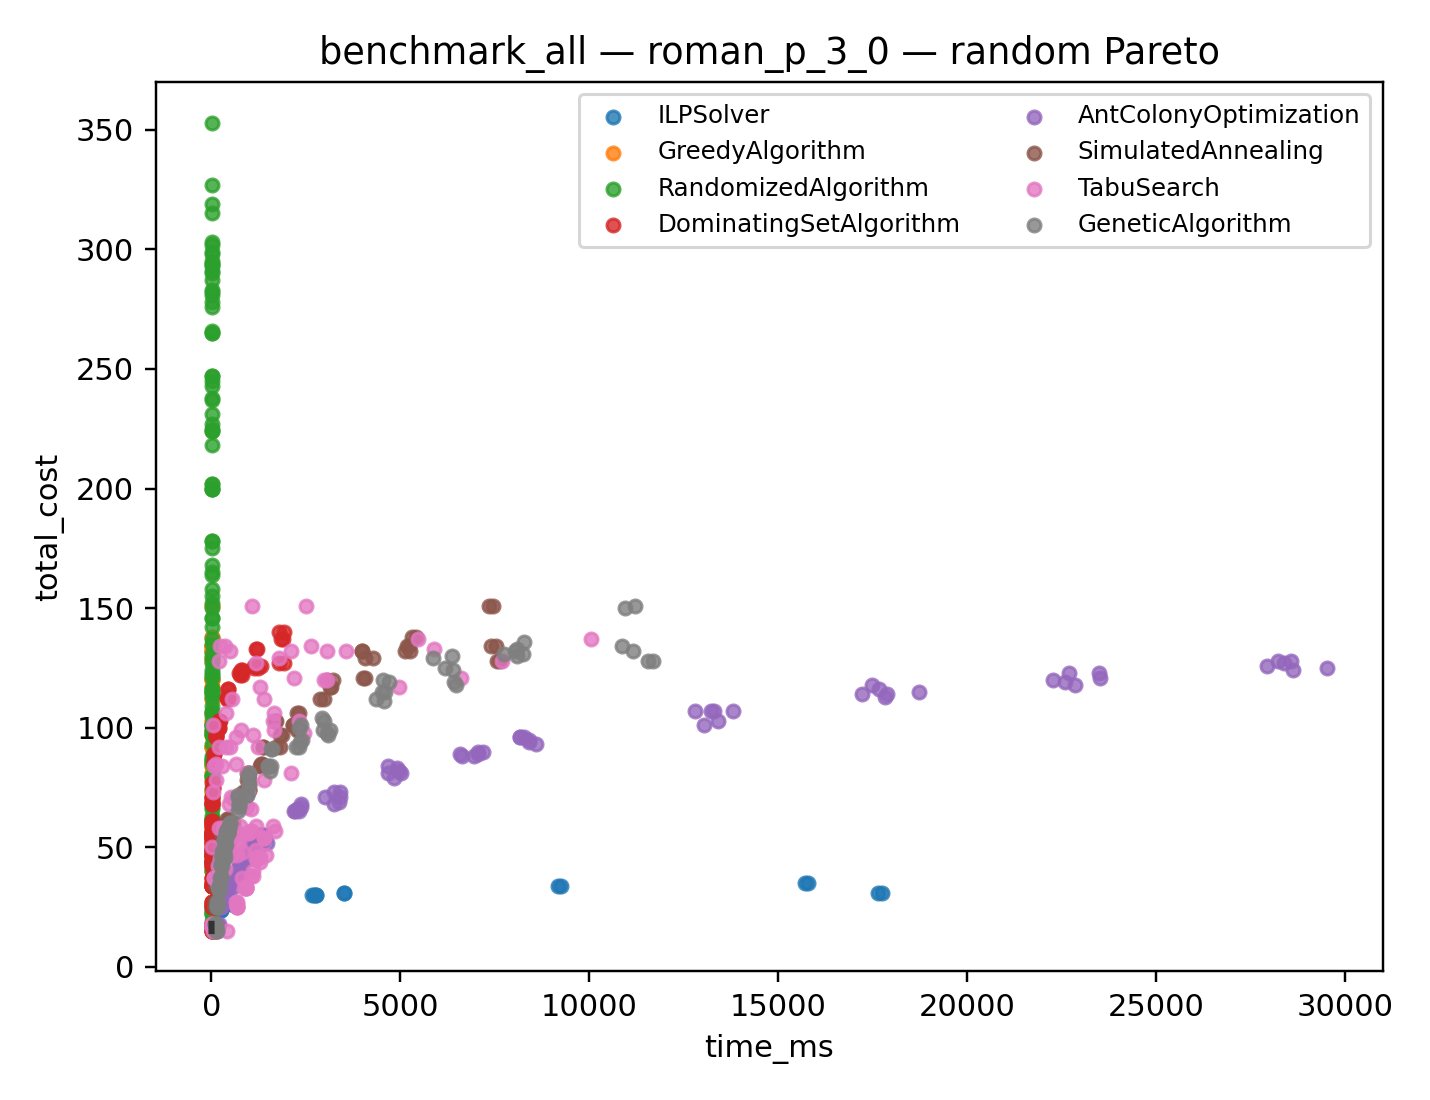 benchmark_all — roman_p_3_0 — random Pareto
ILPSolver
GreedyAlgorithm
RandomizedAlgorithm
DominatingSetAlgorithm
AntColonyOptimization
SimulatedAnnealing
TabuSearch
GeneticAlgorithm
total_cost
350
300
250
200
150
100
50
0
0 5000 10000 15000 20000 25000 30000
time_ms